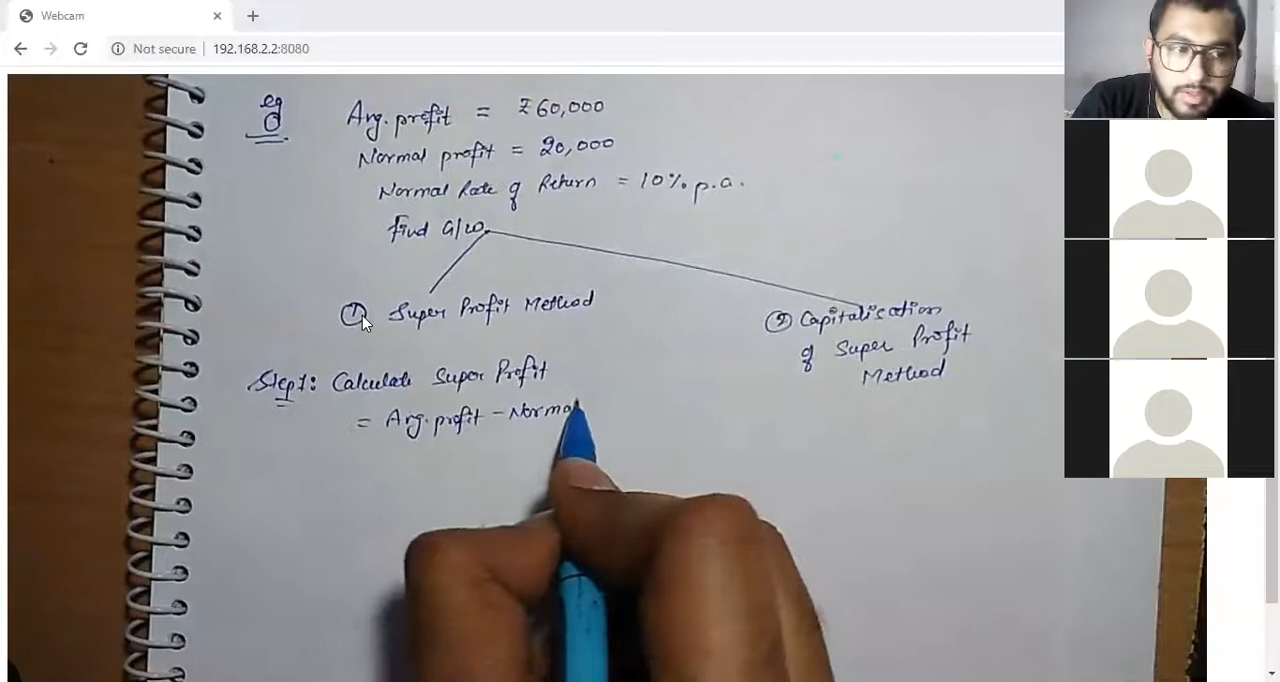 Webcam
Not secure 192.168.2.2:8080
eg
Avg. profit = ₹60,000
Normal profit = 20,000
Normal Rate of Return = 10% p.a.
Find G/W
① Super Profit Method
② Capitalisation
of Super Profit
Method
Step1: Calculate Super Profit
= Avg. profit - Norma